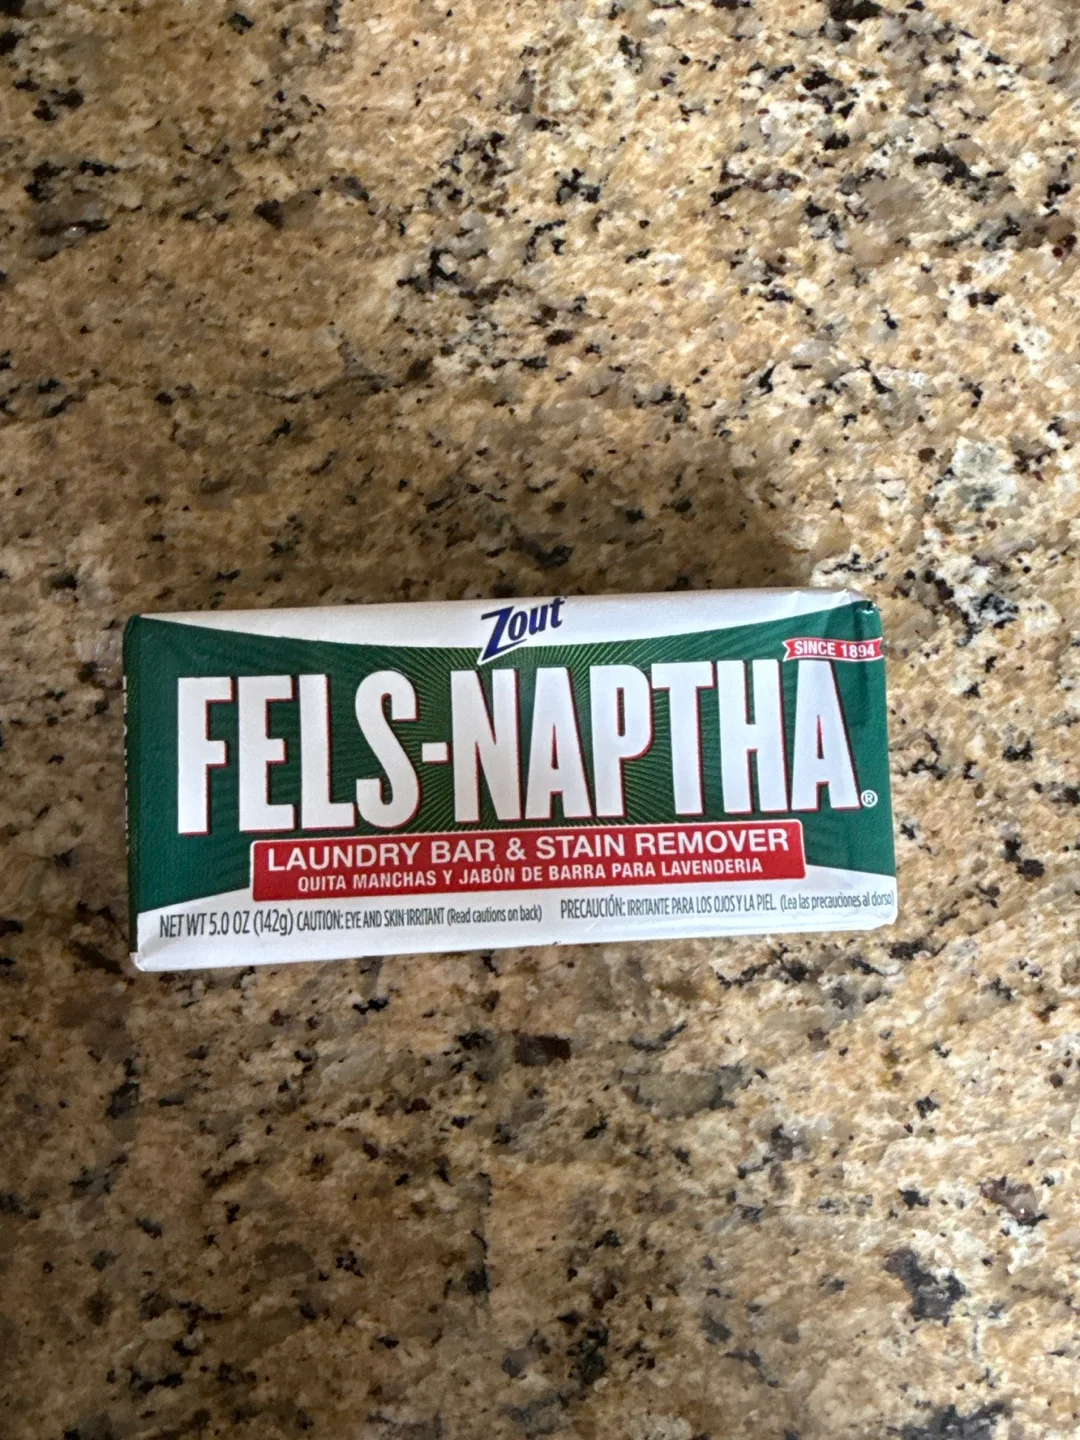 Zout
SINCE 1894
FELS-NAPTHA®
LAUNDRY BAR & STAIN REMOVER
QUITA MANCHAS Y JABÓN DE BARRA PARA LAVENDERIA
NET WT 5.0 OZ (142g) CAUTION: EYE AND SKIN IRRITANT (Read cautions on back) PRECAUCIÓN: IRRITANTE PARA LOS OJOS Y LA PIEL (Lea las precauciones al dorso)